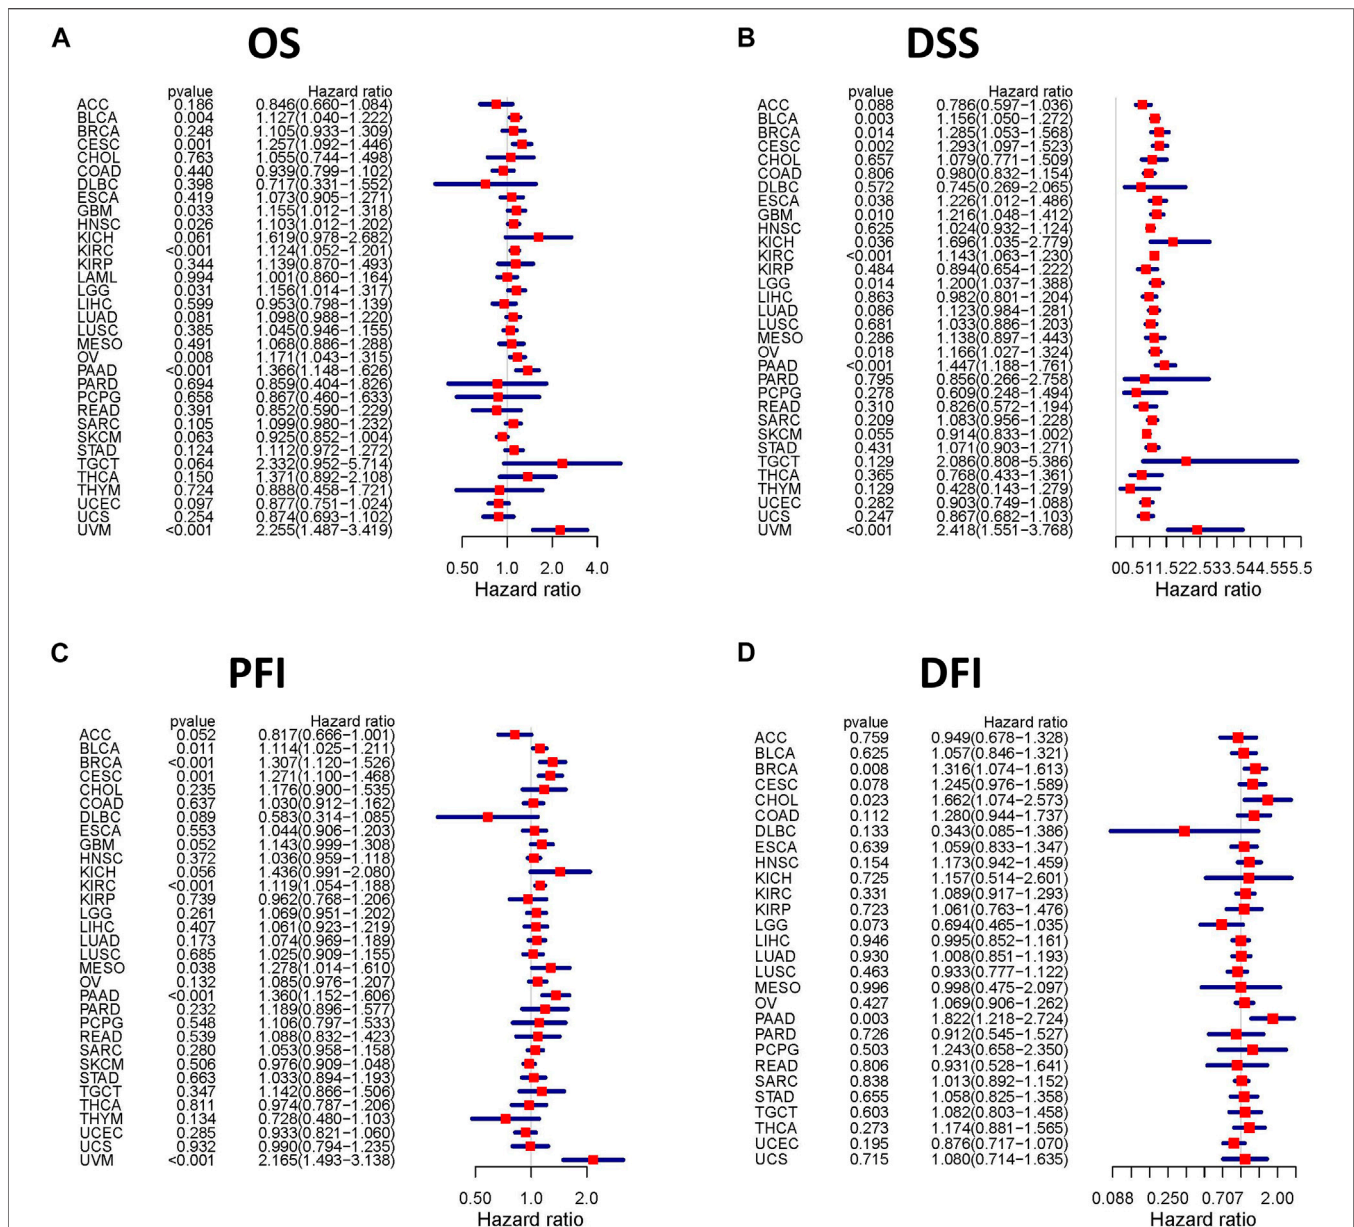 A
OS
pvalue Hazard ratio
ACC 0.186 0.846(0.660−1.084)
BLCA 0.004 1.127(1.040−1.222)
BRCA 0.248 1.105(0.933−1.309)
CESC 0.001 1.257(1.092−1.446)
CHOL 0.763 1.055(0.744−1.498)
COAD 0.440 0.939(0.799−1.102)
DLBC 0.398 0.717(0.331−1.552)
ESCA 0.419 1.073(0.905−1.271)
GBM 0.033 1.155(1.012−1.318)
HNSC 0.026 1.103(1.012−1.202)
KICH 0.061 1.619(0.978−2.682)
KIRC <0.001 1.124(1.052−1.201)
KIRP 0.344 1.139(0.870−1.493)
LAML 0.994 1.001(0.860−1.164)
LGG 0.031 1.156(1.014−1.317)
LIHC 0.599 0.953(0.798−1.139)
LUAD 0.081 1.098(0.988−1.220)
LUSC 0.385 1.045(0.946−1.155)
MESO 0.491 1.068(0.886−1.288)
OV 0.008 1.171(1.043−1.315)
PAAD <0.001 1.366(1.148−1.626)
PARD 0.694 0.859(0.404−1.826)
PCPG 0.658 0.867(0.460−1.633)
READ 0.391 0.852(0.590−1.229)
SARC 0.105 1.099(0.980−1.232)
SKCM 0.063 0.925(0.852−1.004)
STAD 0.124 1.112(0.972−1.272)
TGCT 0.064 2.332(0.952−5.714)
THCA 0.150 1.371(0.892−2.108)
THYM 0.724 0.888(0.458−1.721)
UCEC 0.097 0.877(0.751−1.024)
UCS 0.254 0.874(0.693−1.102)
UVM <0.001 2.255(1.487−3.419)
0.50 1.0 2.0 4.0
Hazard ratio
B
DSS
pvalue Hazard ratio
ACC 0.088 0.786(0.597−1.036)
BLCA 0.003 1.156(1.050−1.272)
BRCA 0.014 1.285(1.053−1.568)
CESC 0.002 1.293(1.097−1.523)
CHOL 0.657 1.079(0.771−1.509)
COAD 0.806 0.980(0.832−1.154)
DLBC 0.572 0.745(0.269−2.065)
ESCA 0.038 1.226(1.012−1.486)
GBM 0.010 1.216(1.048−1.412)
HNSC 0.625 1.024(0.932−1.124)
KICH 0.036 1.696(1.035−2.779)
KIRC <0.001 1.143(1.063−1.230)
KIRP 0.484 0.894(0.654−1.222)
LGG 0.014 1.200(1.037−1.388)
LIHC 0.863 0.982(0.801−1.204)
LUAD 0.086 1.123(0.984−1.281)
LUSC 0.681 1.033(0.886−1.203)
MESO 0.286 1.138(0.897−1.443)
OV 0.018 1.166(1.027−1.324)
PAAD <0.001 1.447(1.188−1.761)
PARD 0.795 0.856(0.266−2.758)
PCPG 0.278 0.609(0.248−1.494)
READ 0.310 0.826(0.572−1.194)
SARC 0.209 1.083(0.956−1.228)
SKCM 0.055 0.914(0.833−1.002)
STAD 0.431 1.071(0.903−1.271)
TGCT 0.129 2.086(0.808−5.386)
THCA 0.365 0.768(0.433−1.361)
THYM 0.129 0.428(0.143−1.279)
UCEC 0.282 0.903(0.749−1.088)
UCS 0.247 0.867(0.682−1.103)
UVM <0.001 2.418(1.551−3.768)
00.511.522.533.544.555.5
Hazard ratio
C
PFI
pvalue Hazard ratio
ACC 0.052 0.817(0.666−1.001)
BLCA 0.011 1.114(1.025−1.211)
BRCA <0.001 1.307(1.120−1.526)
CESC 0.001 1.271(1.100−1.468)
CHOL 0.235 1.176(0.900−1.535)
COAD 0.637 1.030(0.912−1.162)
DLBC 0.089 0.583(0.314−1.085)
ESCA 0.553 1.044(0.906−1.203)
GBM 0.052 1.143(0.999−1.308)
HNSC 0.372 1.036(0.959−1.118)
KICH 0.056 1.436(0.991−2.080)
KIRC <0.001 1.119(1.054−1.188)
KIRP 0.739 0.962(0.768−1.206)
LGG 0.261 1.069(0.951−1.202)
LIHC 0.407 1.061(0.923−1.219)
LUAD 0.173 1.074(0.969−1.189)
LUSC 0.685 1.025(0.909−1.155)
MESO 0.038 1.278(1.014−1.610)
OV 0.132 1.085(0.976−1.207)
PAAD <0.001 1.360(1.152−1.606)
PARD 0.232 1.189(0.896−1.577)
PCPG 0.548 1.106(0.797−1.533)
READ 0.539 1.088(0.832−1.423)
SARC 0.280 1.053(0.958−1.158)
SKCM 0.506 0.976(0.909−1.048)
STAD 0.663 1.033(0.894−1.193)
TGCT 0.347 1.142(0.866−1.506)
THCA 0.811 0.974(0.787−1.206)
THYM 0.134 0.728(0.480−1.103)
UCEC 0.285 0.933(0.821−1.060)
UCS 0.932 0.990(0.794−1.235)
UVM <0.001 2.165(1.493−3.138)
0.50 1.0 2.0
Hazard ratio
D
DFI
pvalue Hazard ratio
ACC 0.759 0.949(0.678−1.328)
BLCA 0.625 1.057(0.846−1.321)
BRCA 0.008 1.316(1.074−1.613)
CESC 0.078 1.245(0.976−1.589)
CHOL 0.023 1.662(1.074−2.573)
COAD 0.112 1.280(0.944−1.737)
DLBC 0.133 0.343(0.085−1.386)
ESCA 0.639 1.059(0.833−1.347)
HNSC 0.154 1.173(0.942−1.459)
KICH 0.725 1.157(0.514−2.601)
KIRC 0.331 1.089(0.917−1.293)
KIRP 0.723 1.061(0.763−1.476)
LGG 0.073 0.694(0.465−1.035)
LIHC 0.946 0.995(0.852−1.161)
LUAD 0.930 1.008(0.851−1.193)
LUSC 0.463 0.933(0.777−1.122)
MESO 0.996 0.998(0.475−2.097)
OV 0.427 1.069(0.906−1.262)
PAAD 0.003 1.822(1.218−2.724)
PARD 0.726 0.912(0.545−1.527)
PCPG 0.503 1.243(0.658−2.350)
READ 0.806 0.931(0.528−1.641)
SARC 0.838 1.013(0.892−1.152)
STAD 0.655 1.058(0.825−1.358)
TGCT 0.603 1.082(0.803−1.458)
THCA 0.273 1.174(0.881−1.565)
UCEC 0.195 0.876(0.717−1.070)
UCS 0.715 1.080(0.714−1.635)
0.088 0.250 0.707 2.00
Hazard ratio